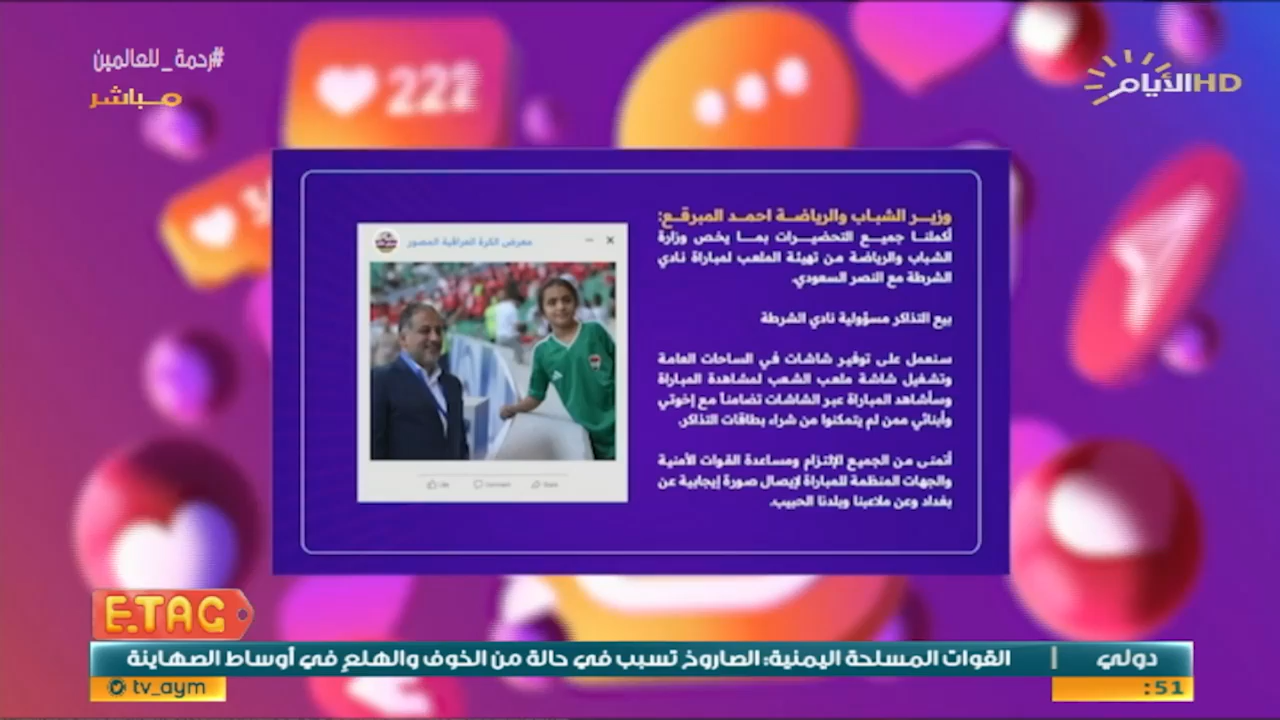 #رحمة_للعالمين
مباشر
الأيام HD
222
وزير الشباب والرياضة احمد المبرقع:
أكملنا جميع التحضيرات بما يخص وزارة
الشباب والرياضة من تهيئة الملعب لمباراة نادي
الشرطة مع النصر السعودي.
بيع التذاكر مسؤولية نادي الشرطة
سنعمل على توفير شاشات في الساحات العامة
وتشغيل شاشة ملعب الشعب لمشاهدة المباراة
وسأشاهد المباراة عبر الشاشات تضامناً مع إخوتي
وأبنائي ممن لم يتمكنوا من شراء بطاقات التذاكر.
أتمنى من الجميع الإلتزام ومساعدة القوات الأمنية
والجهات المنظمة للمباراة لإيصال صورة إيجابية عن
بغداد وعن ملاعبنا وبلدنا الحبيب.
معرض الكرة العراقية المصور
Like Comment Share
E.TAG
دولي | القوات المسلحة اليمنية: الصاروخ تسبب في حالة من الخوف والهلع في أوساط الصهاينة
tv_aym
:51